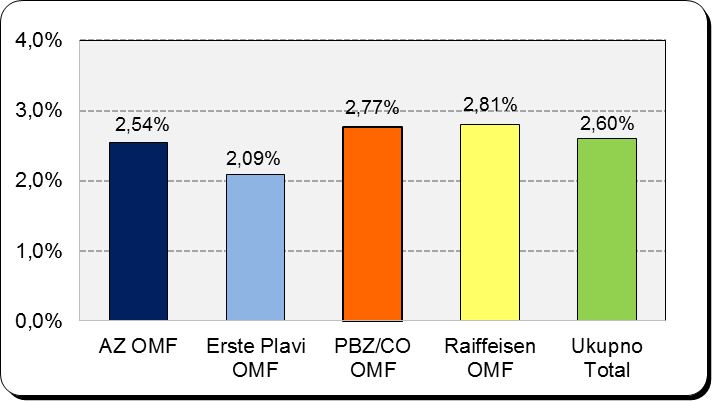 4,0%
3,0%
2,0%
1,0%
0,0%
2,54%
2,09%
2,77%
2,81%
2,60%
AZ OMF
Erste Plavi
OMF
PBZ/CO
OMF
Raiffeisen
OMF
Ukupno
Total